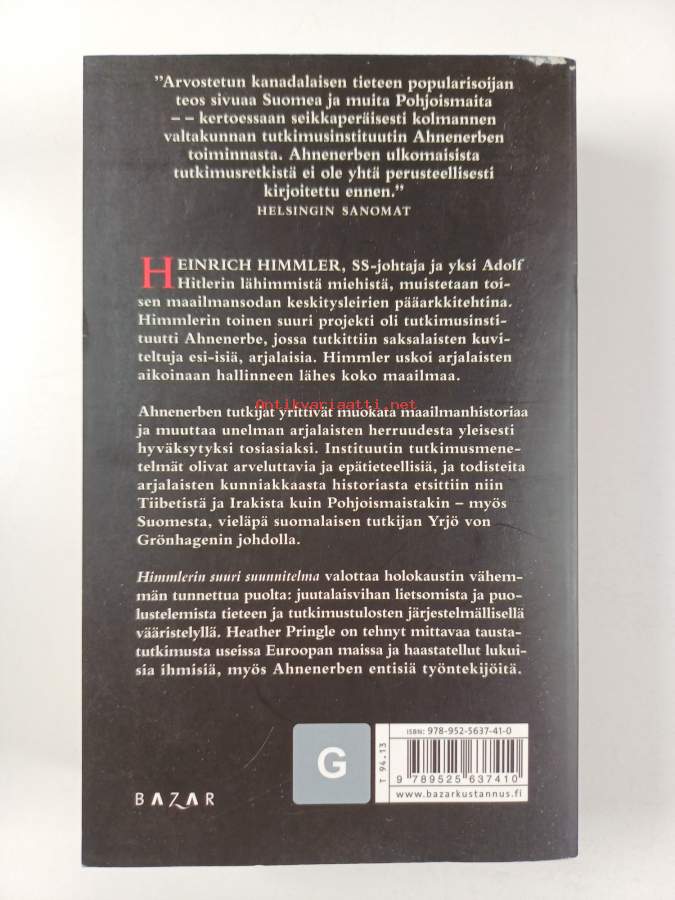 ”Arvostetun kanadalaisen tieteen popularisoijan
teos sivuaa Suomea ja muita Pohjoismaita
– – kertoessaan seikkaperäisesti kolmannen
valtakunnan tutkimusinstituutin Ahnenerben
toiminnasta. Ahnenerben ulkomaisista
tutkimusretkistä ei ole yhtä perusteellisesti
kirjoitettu ennen.”
HELSINGIN SANOMAT
HEINRICH HIMMLER, SS-johtaja ja yksi Adolf
Hitlerin lähimmistä miehistä, muistetaan toi-
sen maailmansodan keskitysleirien pääarkkitehtina.
Himmlerin toinen suuri projekti oli tutkimusinsti-
tuutti Ahnenerbe, jossa tutkittiin saksalaisten kuvi-
teltuja esi-isiä, arjalaisia. Himmler uskoi arjalaisten
aikoinaan hallinneen lähes koko maailmaa.
Antikvariaatti.net
Ahnenerben tutkijat yrittivät muokata maailmanhistoriaa
ja muuttaa unelman arjalaisten herruudesta yleisesti
hyväksytyksi tosiasiaksi. Instituutin tutkimusmene-
telmät olivat arveluttavia ja epätieteellisiä, ja todisteita
arjalaisten kunniakkaasta historiasta etsittiin niin
Tiibetistä ja Irakista kuin Pohjoismaistakin – myös
Suomesta, vieläpä suomalaisen tutkijan Yrjö von
Grönhagenin johdolla.
Himmlerin suuri suunnitelma valottaa holokaustin vähem-
män tunnettua puolta: juutalaisvihan lietsomista ja puo-
lustelemista tieteen ja tutkimustulosten järjestelmällisellä
vääristelyllä. Heather Pringle on tehnyt mittavaa tausta-
tutkimusta useissa Euroopan maissa ja haastatellut lukui-
sia ihmisiä, myös Ahnenerben entisiä työntekijöitä.
BAZAR
G
T 94.13
ISBN: 978-952-5637-41-0
9 789525 637410
www.bazarkustannus.fi